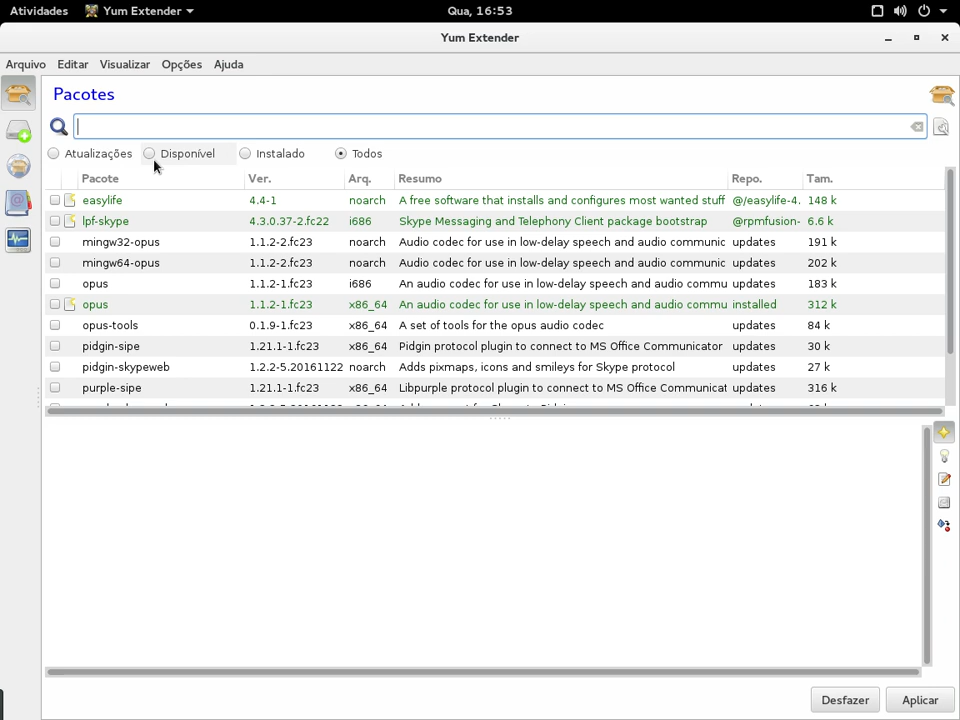 Atividades Yum Extender Qua, 16:53
Yum Extender
Arquivo Editar Visualizar Opções Ajuda
Pacotes
Atualizações Disponível Instalado Todos
Pacote Ver. Arq. Resumo Repo. Tam.
easylife 4.4-1 noarch A free software that installs and configures most wanted stuff @/easylife-4. 148 k
lpf-skype 4.3.0.37-2.fc22 i686 Skype Messaging and Telephony Client package bootstrap @rpmfusion- 6.6 k
mingw32-opus 1.1.2-2.fc23 noarch Audio codec for use in low-delay speech and audio communic updates 191 k
mingw64-opus 1.1.2-2.fc23 noarch Audio codec for use in low-delay speech and audio communic updates 202 k
opus 1.1.2-1.fc23 i686 An audio codec for use in low-delay speech and audio commu updates 183 k
opus 1.1.2-1.fc23 x86_64 An audio codec for use in low-delay speech and audio commu installed 312 k
opus-tools 0.1.9-1.fc23 x86_64 A set of tools for the opus audio codec updates 84 k
pidgin-sipe 1.21.1-1.fc23 x86_64 Pidgin protocol plugin to connect to MS Office Communicator updates 30 k
pidgin-skypeweb 1.2.2-5.20161122 noarch Adds pixmaps, icons and smileys for Skype protocol updates 27 k
purple-sipe 1.21.1-1.fc23 x86_64 Libpurple protocol plugin to connect to MS Office Communicat updates 316 k
Desfazer Aplicar